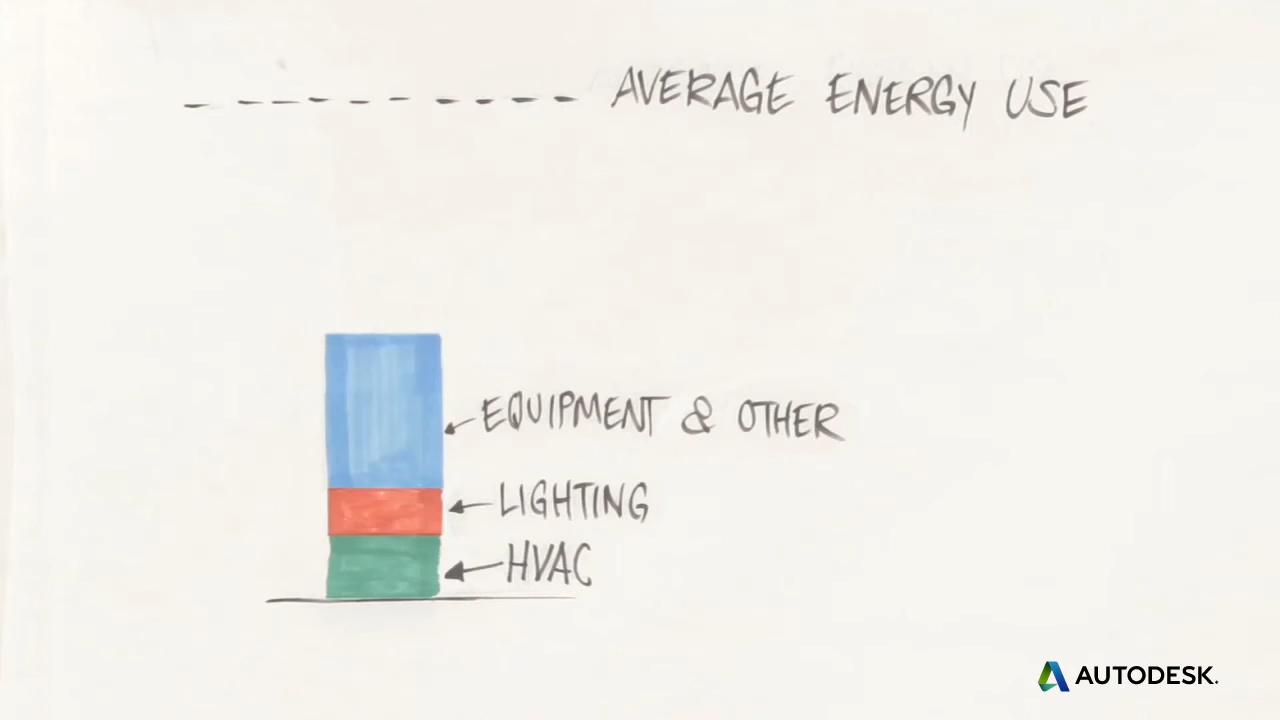 AVERAGE ENERGY USE
EQUIPMENT & OTHER
LIGHTING
HVAC
AUTODESK.